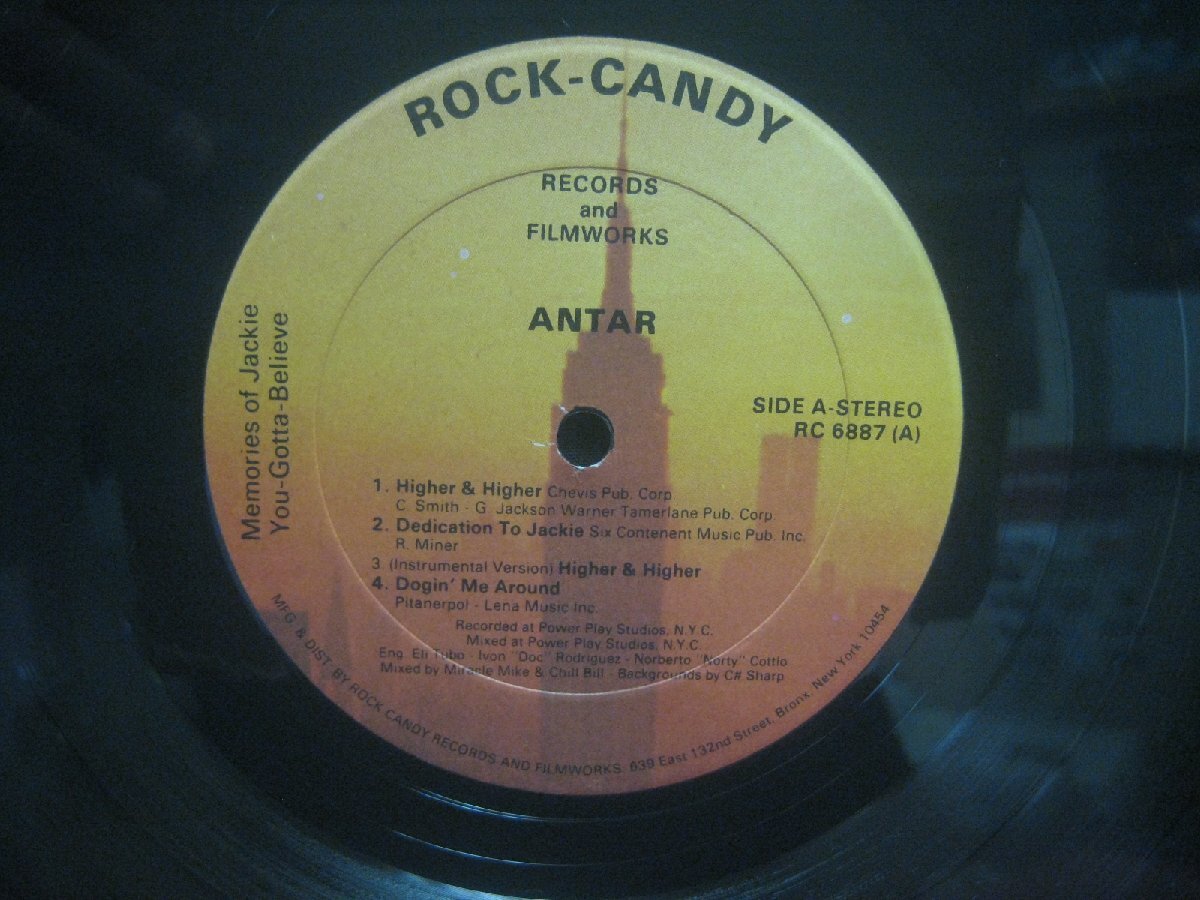 ROCK-CANDY
RECORDS
and
FILMWORKS
ANTAR
Memories of Jackie
You-Gotta-Believe
SIDE A-STEREO
RC 6887 (A)
1. Higher & Higher Chevis Pub. Corp
C. Smith - G. Jackson Warner Tamerlane Pub. Corp.
2. Dedication To Jackie Six Contenent Music Pub. Inc.
R. Miner
3. (Instrumental Version) Higher & Higher
4. Dogin' Me Around
Pitanerpol - Lena Music Inc.
Recorded at Power Play Studios, N.Y.C.
Mixed at Power Play Studios, N.Y.C.
Eng. Eli Tubo - Ivon "Doc" Rodriguez - Norberto "Norty" Cottlo
Mixed by Miracle Mike & Chill Bill - Backgrounds by C# Sharp
MFG. & DIST. BY ROCK CANDY RECORDS AND FILMWORKS. 639 East 132nd Street, Bronx, New York 10454